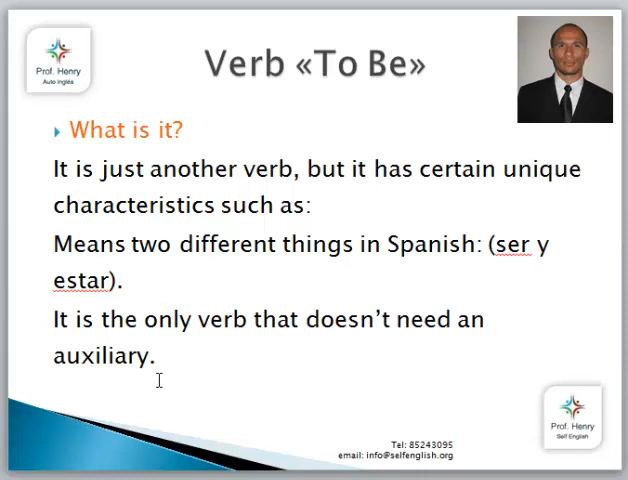 Prof. Henry
Auto Inglés
Verb «To Be»
What is it?
It is just another verb, but it has certain unique
characteristics such as:
Means two different things in Spanish: (ser y
estar).
It is the only verb that doesn’t need an
auxiliary.
Prof. Henry
Self English
Tel: 85243095
email: info@selfenglish.org